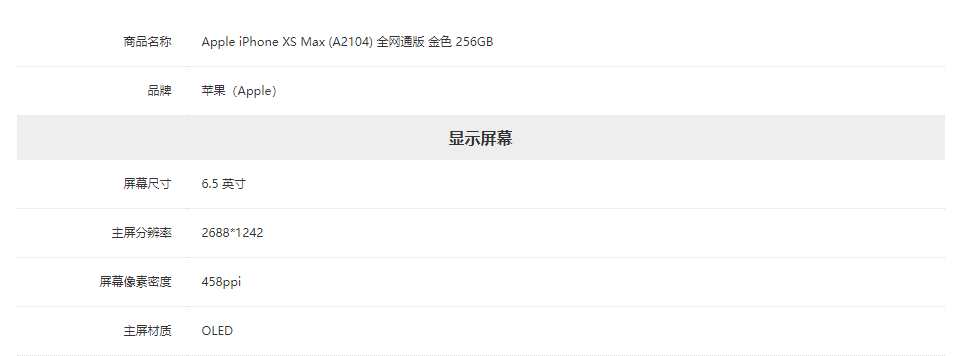 商品名称 Apple iPhone XS Max (A2104) 全网通版 金色 256GB
品牌 苹果（Apple）
显示屏幕
屏幕尺寸 6.5 英寸
主屏分辨率 2688*1242
屏幕像素密度 458ppi
主屏材质 OLED